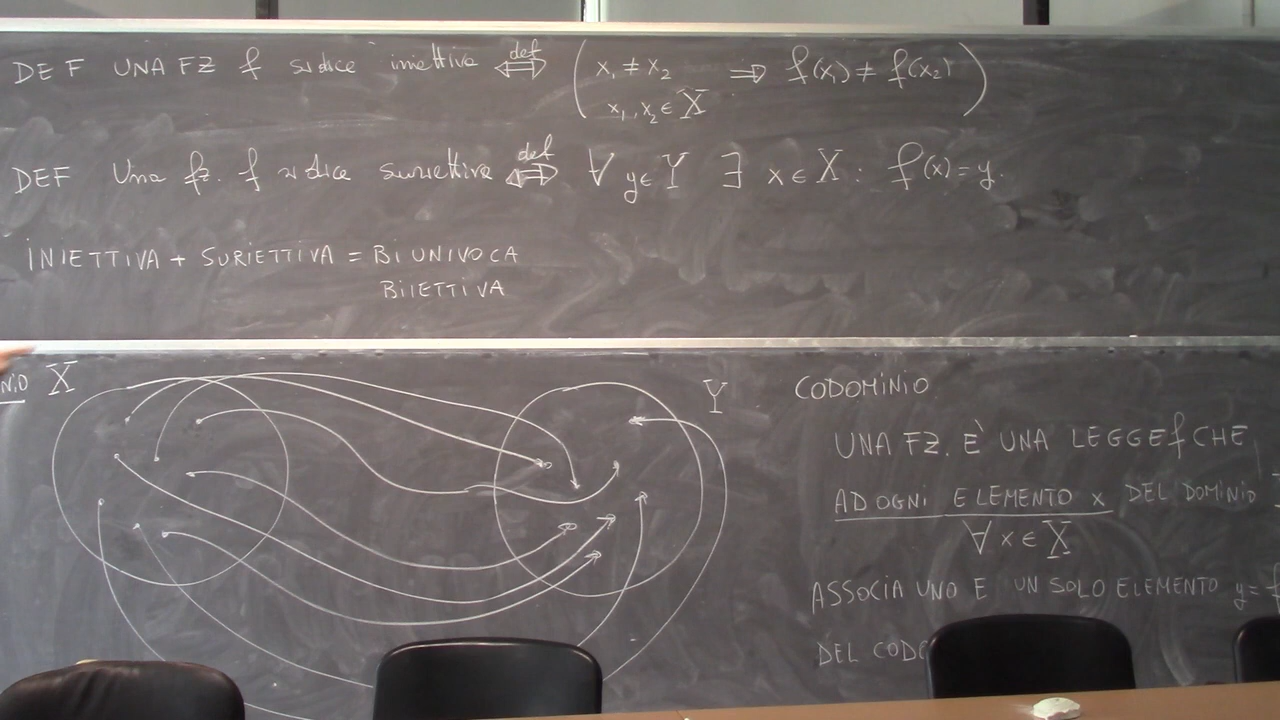 DEF UNA FZ f si dice iniettiva ⟺ def ( x₁ ≠ x₂ ⟹ f(x₁) ≠ f(x₂) )
x₁, x₂ ∈ X
DEF Una fz. f si dice suriettiva ⟺ def ∀ y ∈ Y ∃ x ∈ X : f(x) = y.
INIETTIVA + SURIETTIVA = BIUNIVOCA
BIIETTIVA
NIO X
Y CODOMINIO
UNA FZ. È UNA LEGGE f CHE
AD OGNI ELEMENTO x DEL DOMINIO
∀ x ∈ X
ASSOCIA UNO E UN SOLO ELEMENTO y =
DEL CODO